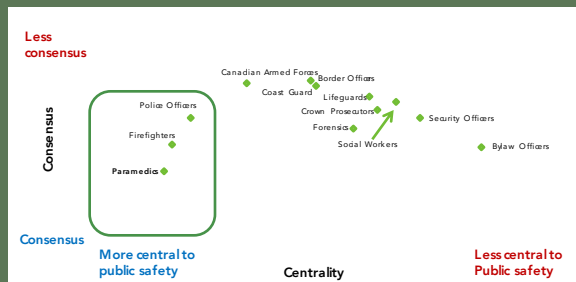 Less
consensus
Canadian Armed Forces
Border Officers
Coast Guard
Lifeguards
Police Officers
Crown Prosecutors
Security Officers
Forensics
Firefighters
Social Workers
Bylaw Officers
Paramedics
Consensus
Consensus
More central to
public safety
Less central to
Public safety
Centrality